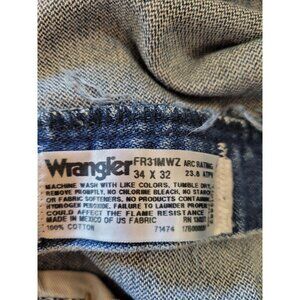 Wrangler FR31MWZ ARC RATING
34 X 32 23.8 ATPV
MACHINE WASH WITH LIKE COLORS, TUMBLE DRY,
REMOVE PROMPTLY, NO CHLORINE BLEACH, NO STARCH
OR FABRIC SOFTENERS, NO PRODUCTS CONTAINING
HYDROGEN PEROXIDE. FAILURE TO LAUNDER PROPERLY
COULD AFFECT THE FLAME RESISTANCE
MADE IN MEXICO OF US FABRIC RN
100% COTTON 71474